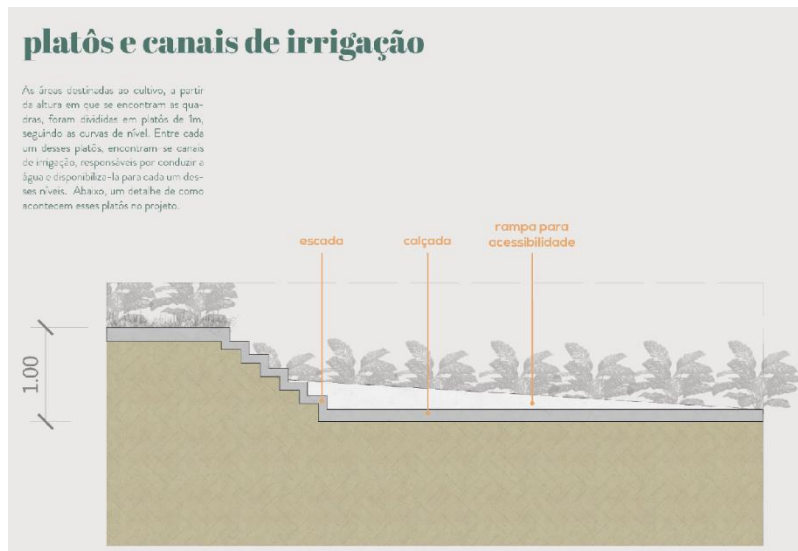 platôs e canais de irrigação
As áreas destinadas ao cultivo, a partir
da altura em que se encontram as qua-
dras, foram divididas em platôs de 1m,
seguindo as curvas de nível. Entre cada
um desses platôs, encontram-se canais
de irrigação, responsáveis por conduzir a
água e disponibiliza-la para cada um des-
ses níveis. Abaixo, um detalhe de como
acontecem esses platôs no projeto.
rampa para
acessibilidade
escada
calçada
1.00